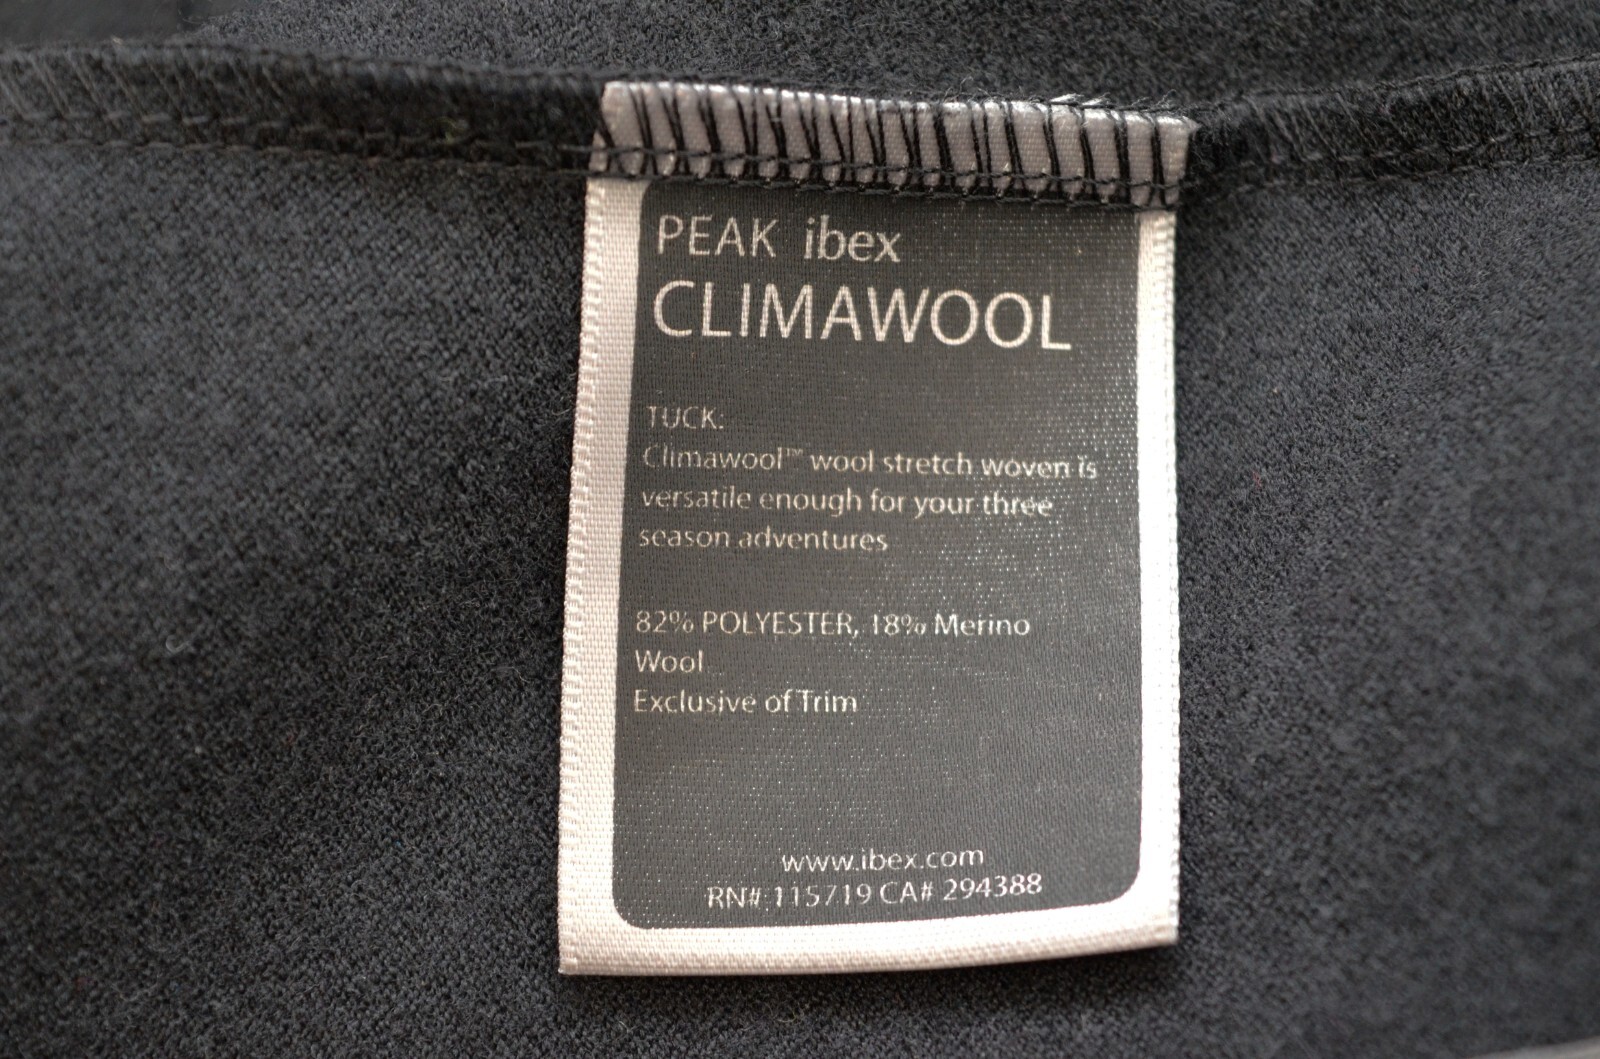 PEAK ibex
CLIMAWOOL
TUCK:
Climawool™ wool stretch woven is
versatile enough for your three
season adventures
82% POLYESTER, 18% Merino
Wool
Exclusive of Trim
www.ibex.com
RN# 115719 CA# 294388